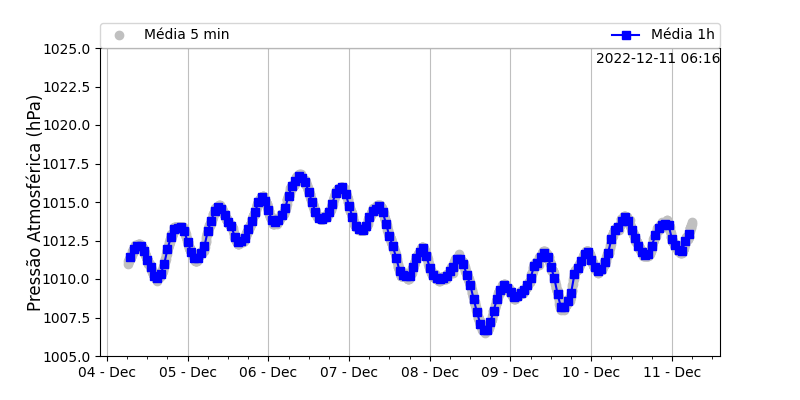 Média 5 min
Média 1h
2022-12-11 06:16
Pressão Atmosférica (hPa)
1025.0
1022.5
1020.0
1017.5
1015.0
1012.5
1010.0
1007.5
1005.0
04 - Dec
05 - Dec
06 - Dec
07 - Dec
08 - Dec
09 - Dec
10 - Dec
11 - Dec